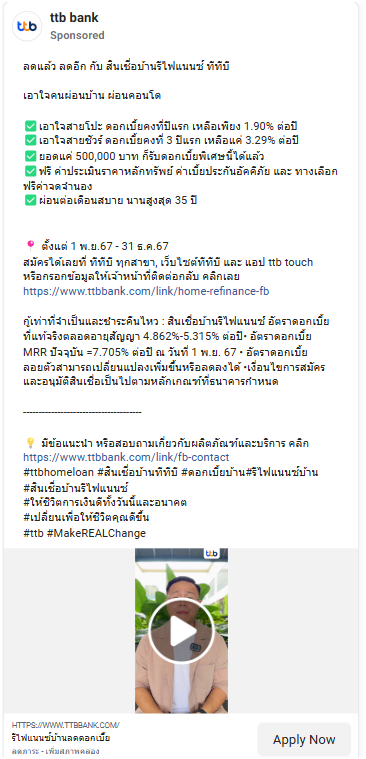 ttb bank
ttb
Sponsored
ลดแล้ว ลดอีก กับ สินเชื่อบ้านรีไฟแนนซ์ ทีทีบี
เอาใจคนผ่อนบ้าน ผ่อนคอนโด
✅ เอาใจสายโปะ ดอกเบี้ยคงที่ปีแรก เหลือเพียง 1.90% ต่อปี
✅ เอาใจสายชัวร์ ดอกเบี้ยคงที่ 3 ปีแรก เหลือแค่ 3.29% ต่อปี
✅ ยอดแค่ 500,000 บาท ก็รับดอกเบี้ยพิเศษนี้ได้แล้ว
✅ ฟรี ค่าประเมินราคาหลักทรัพย์ ค่าเบี้ยประกันอัคคีภัย และ ทางเลือก
ฟรีค่าจดจำนอง
✅ ผ่อนต่อเดือนสบาย นานสูงสุด 35 ปี
📍 ตั้งแต่ 1 พ.ย.67 - 31 ธ.ค.67
สมัครได้เลยที่ ทีทีบี ทุกสาขา, เว็บไซต์ทีทีบี และ แอป ttb touch
หรือกรอกข้อมูลให้เจ้าหน้าที่ติดต่อกลับ คลิกเลย
https://www.ttbbank.com/link/home-refinance-fb
กู้เท่าที่จำเป็นและชำระคืนไหว : สินเชื่อบ้านรีไฟแนนซ์ อัตราดอกเบี้ย
ที่แท้จริงตลอดอายุสัญญา 4.862%-5.315% ต่อปี• อัตราดอกเบี้ย
MRR ปัจจุบัน =7.705% ต่อปี ณ วันที่ 1 พ.ย. 67 • อัตราดอกเบี้ย
ลอยตัวสามารถเปลี่ยนแปลงเพิ่มขึ้นหรือลดลงได้ •เงื่อนไขการสมัคร
และอนุมัติสินเชื่อเป็นไปตามหลักเกณฑ์ที่ธนาคารกำหนด
--------------------------------------
💡 มีข้อแนะนำ หรือสอบถามเกี่ยวกับผลิตภัณฑ์และบริการ คลิก
https://www.ttbbank.com/link/fb-contact
#ttbhomeloan #สินเชื่อบ้านทีทีบี #ดอกเบี้ยบ้าน#รีไฟแนนซ์บ้าน
#สินเชื่อบ้านรีไฟแนนซ์
#ให้ชีวิตการเงินดีทั้งวันนี้และอนาคต
#เปลี่ยนเพื่อให้ชีวิตคุณดีขึ้น
#ttb #MakeREALChange
ttb
HTTPS://WWW.TTBBANK.COM/
รีไฟแนนซ์บ้านลดดอกเบี้ย
ลดภาระ - เพิ่มสภาพคล่อง
Apply Now